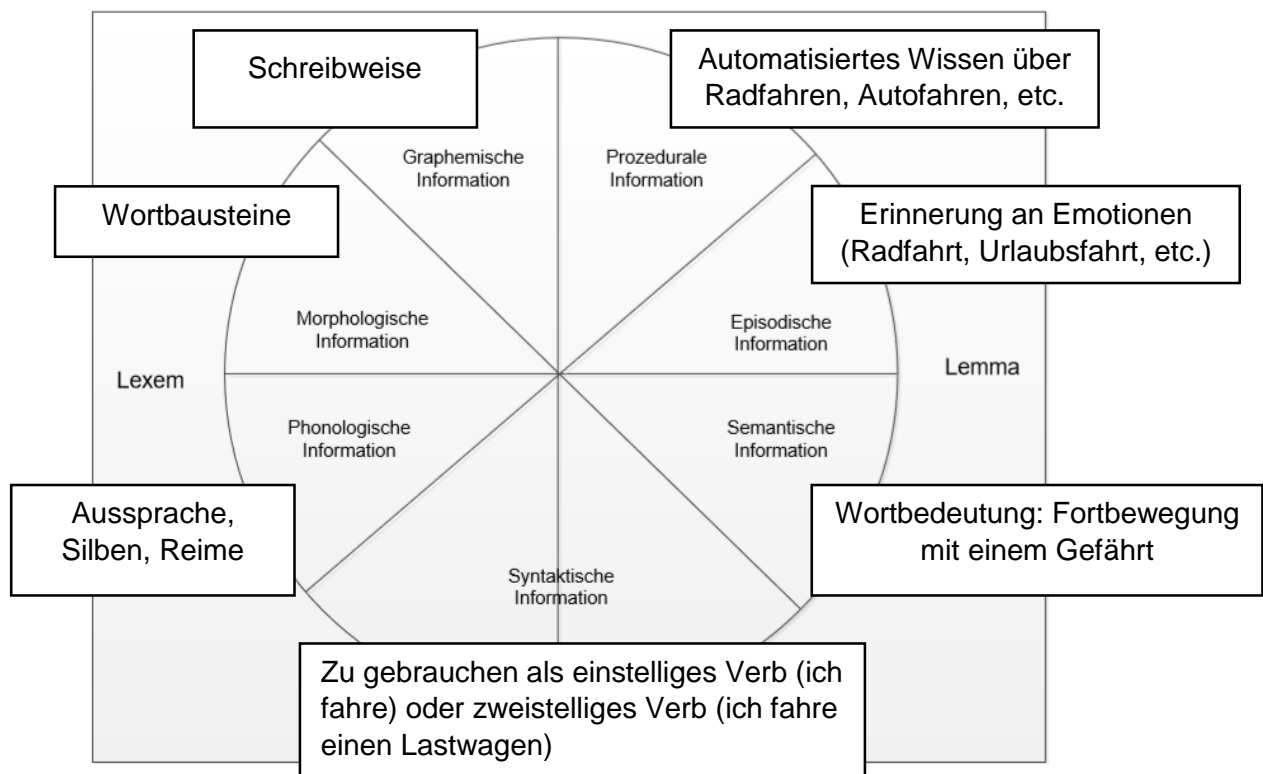 Schreibweise
Automatisiertes Wissen über
Radfahren, Autofahren, etc.
Graphemische
Information
Prozedurale
Information
Wortbausteine
Erinnerung an Emotionen
(Radfahrt, Urlaubsfahrt, etc.)
Morphologische
Information
Episodische
Information
Lexem
Lemma
Phonologische
Information
Semantische
Information
Aussprache,
Silben, Reime
Wortbedeutung: Fortbewegung
mit einem Gefährt
Syntaktische
Information
Zu gebrauchen als einstelliges Verb (ich
fahre) oder zweistelliges Verb (ich fahre
einen Lastwagen)